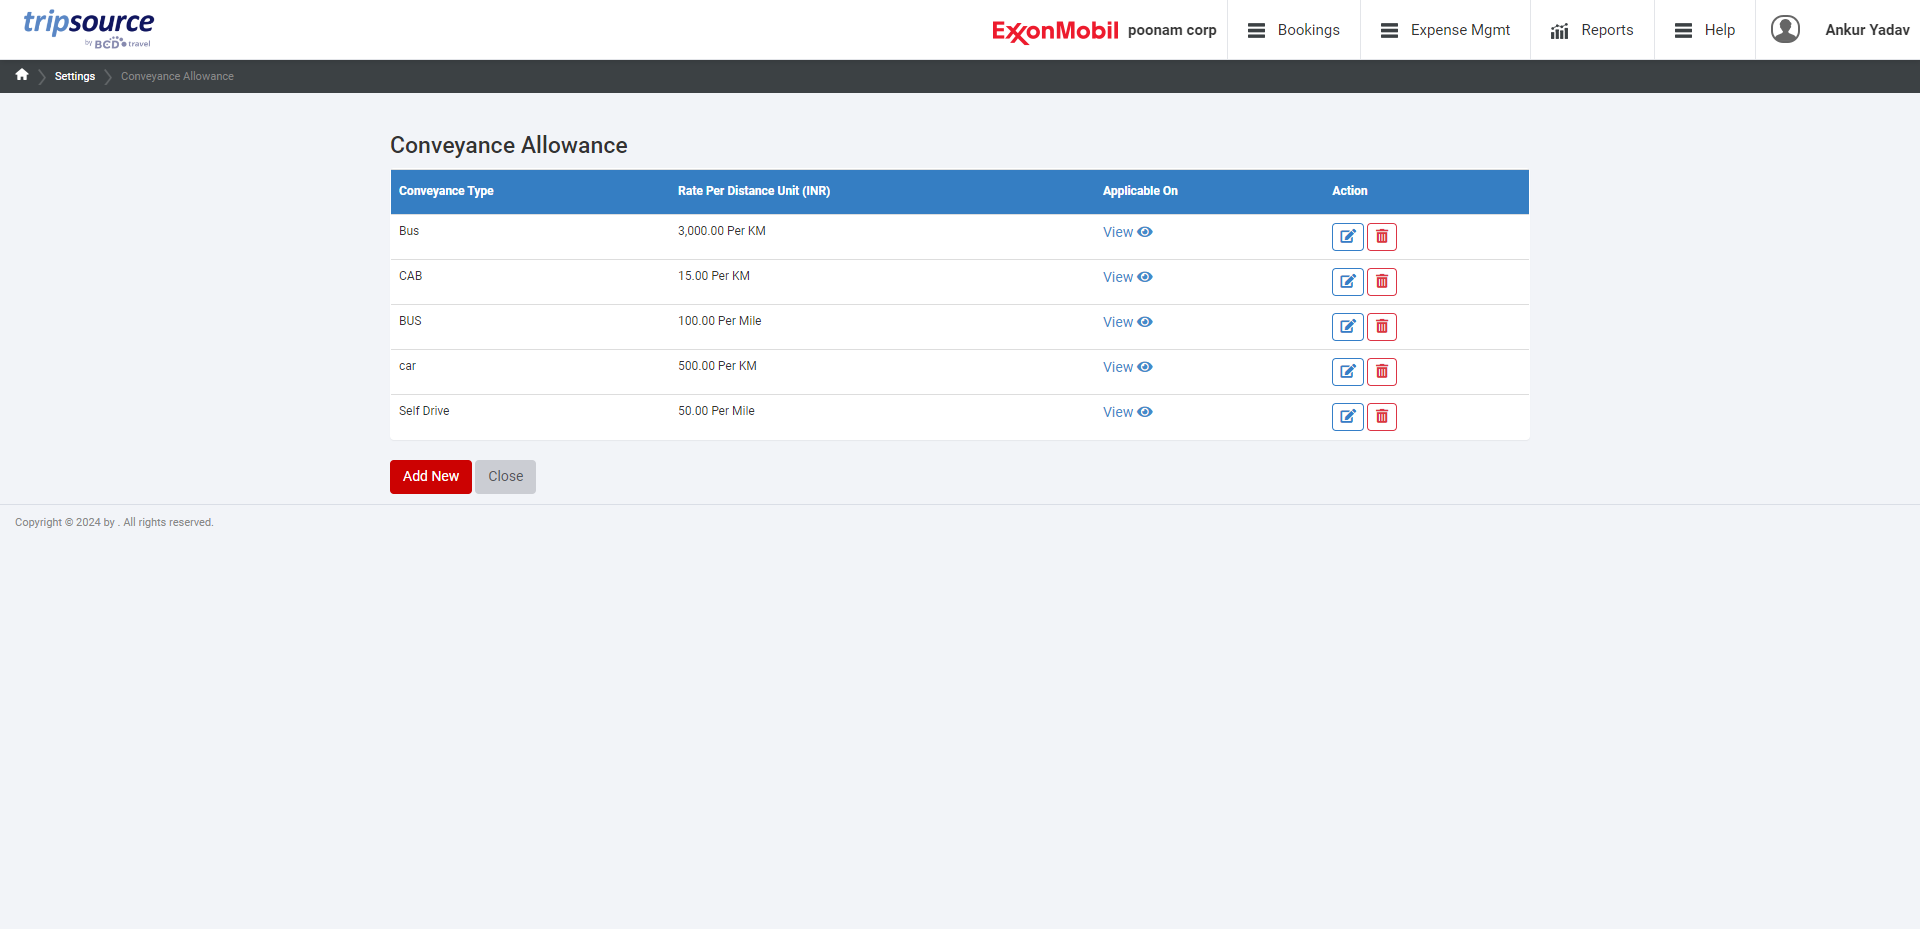 tripsource
by BCD travel
ExxonMobil poonam corp
Bookings
Expense Mgmt
Reports
Help
Ankur Yadav
Settings
Conveyance Allowance
Conveyance Allowance
Conveyance Type Rate Per Distance Unit (INR) Applicable On Action
Bus 3,000.00 Per KM View
CAB 15.00 Per KM View
BUS 100.00 Per Mile View
car 500.00 Per KM View
Self Drive 50.00 Per Mile View
Add New Close
Copyright © 2024 by . All rights reserved.